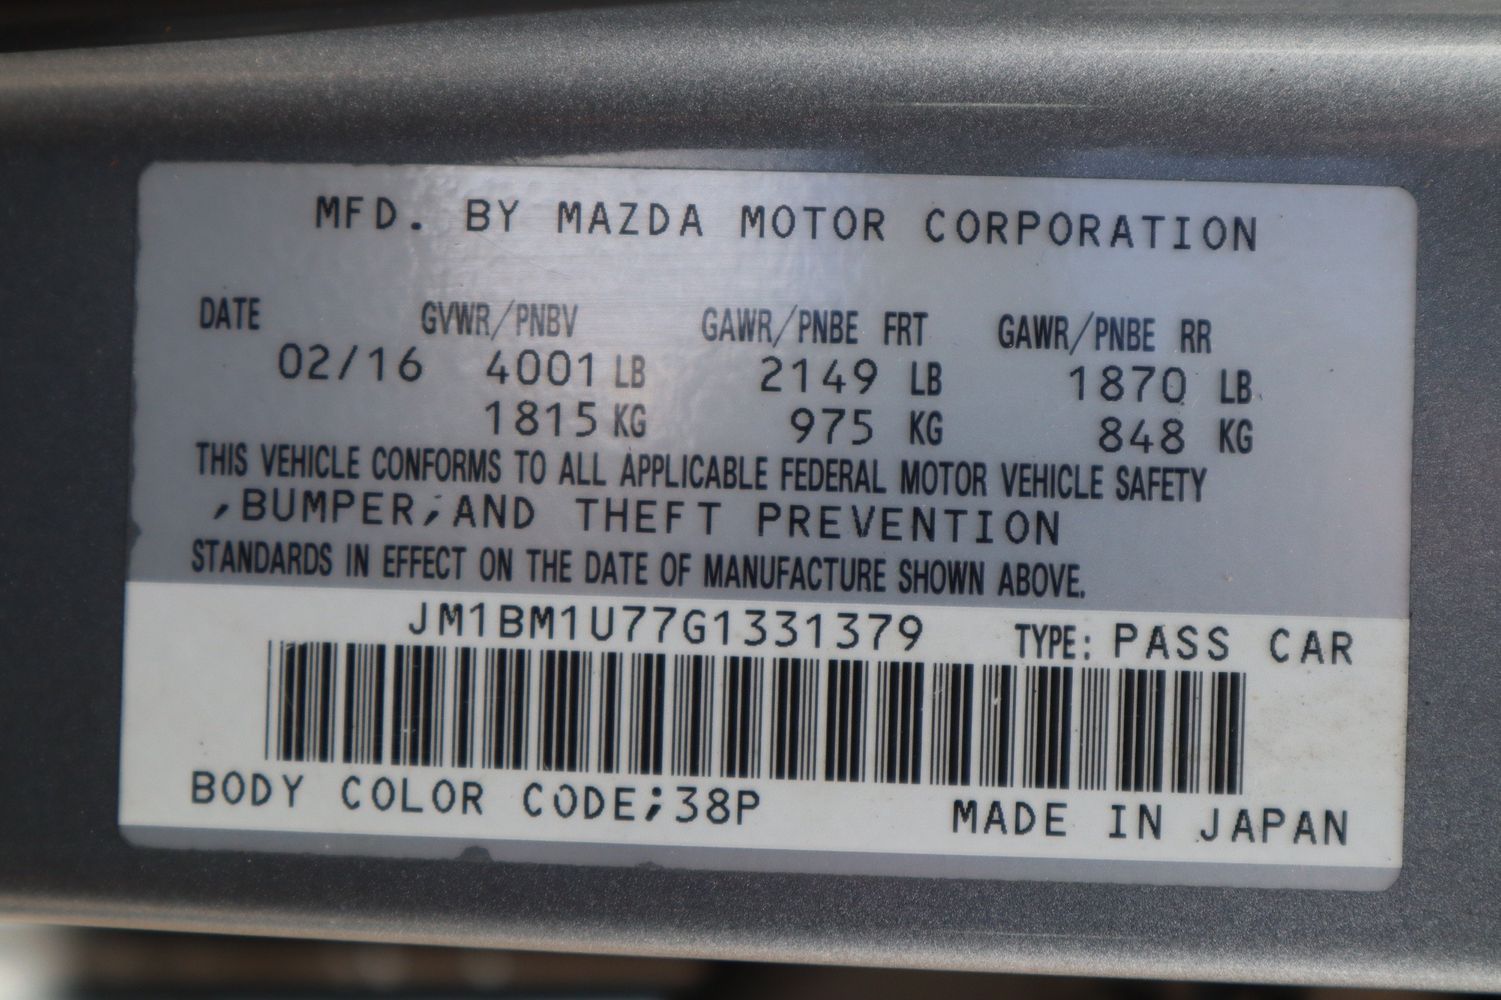 MFD. BY MAZDA MOTOR CORPORATION
DATE GVWR/PNBV GAWR/PNBE FRT GAWR/PNBE RR
02/16 4001 LB 2149 LB 1870 LB
1815 KG 975 KG 848 KG
THIS VEHICLE CONFORMS TO ALL APPLICABLE FEDERAL MOTOR VEHICLE SAFETY
,BUMPER,AND THEFT PREVENTION
STANDARDS IN EFFECT ON THE DATE OF MANUFACTURE SHOWN ABOVE.
JM1BM1U77G1331379 TYPE: PASS CAR
BODY COLOR CODE;38P MADE IN JAPAN